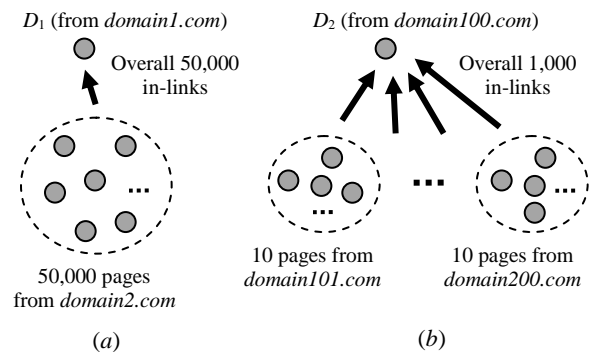 D1 (from domain1.com)
Overall 50,000
in-links
...
50,000 pages
from domain2.com
(a)
D2 (from domain100.com)
Overall 1,000
in-links
...
...
...
10 pages from
domain101.com
10 pages from
domain200.com
(b)